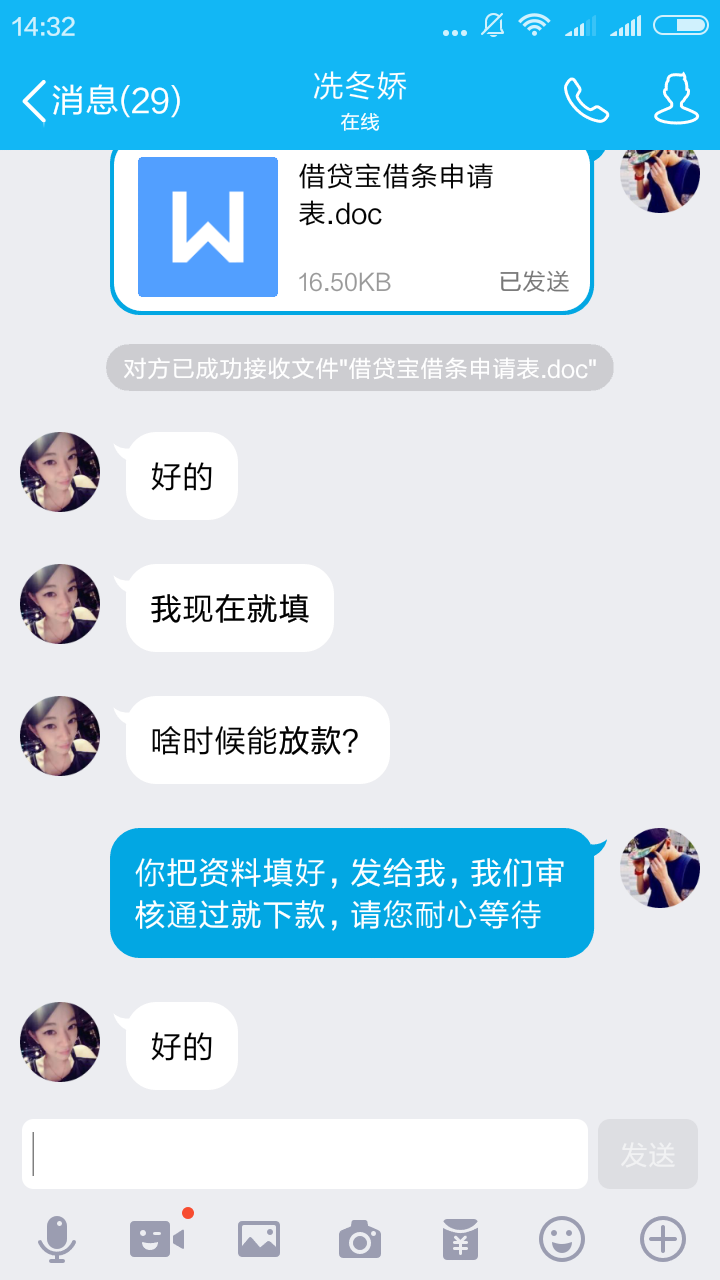 14:32
消息(29)
冼冬娇
在线
借贷宝借条申请
表.doc
16.50KB
已发送
对方已成功接收文件"借贷宝借条申请表.doc"
好的
我现在就填
啥时候能放款?
你把资料填好，发给我，我们审
核通过就下款，请您耐心等待
好的
发送